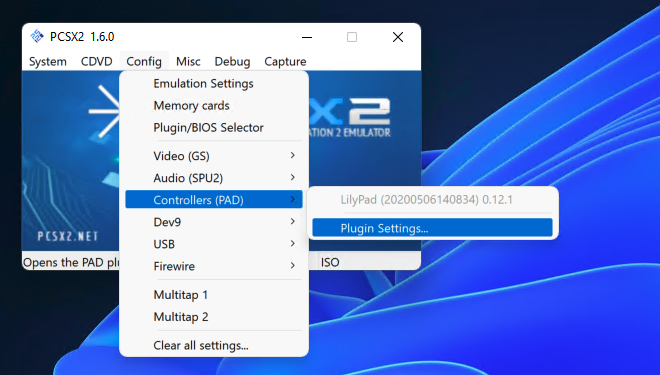 PCSX2 1.6.0
System CDVD Config Misc Debug Capture
Emulation Settings
Memory cards
Plugin/BIOS Selector
X2
ATION 2 EMULATOR
Video (GS)
Audio (SPU2)
Controllers (PAD)
LilyPad (20200506140834) 0.12.1
Dev9
Plugin Settings...
PCSX2.NET
USB
Opens the PAD plu
Firewire
ISO
Multitap 1
Multitap 2
Clear all settings...